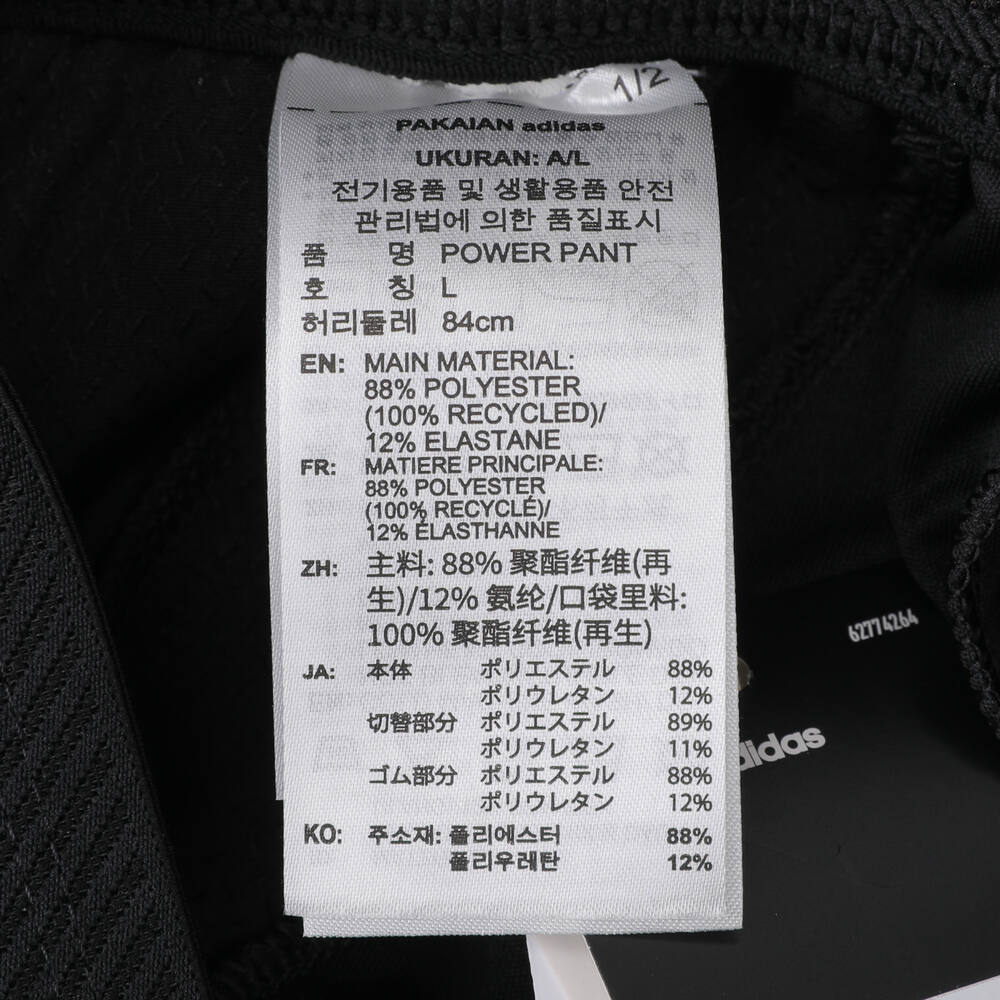 1/2
PAKAIAN adidas
UKURAN: A/L
전기용품 및 생활용품 안전
관리법에 의한 품질표시
품 명 POWER PANT
호 칭 L
허리둘레 84cm
EN: MAIN MATERIAL:
88% POLYESTER
(100% RECYCLED)/
12% ELASTANE
FR: MATIERE PRINCIPALE:
88% POLYESTER
(100% RECYCLÉ)/
12% ÉLASTHANNE
ZH: 主料: 88% 聚酯纤维(再
生)/12% 氨纶/口袋里料:
100% 聚酯纤维(再生)
JA: 本体 ポリエステル 88%
ポリウレタン 12%
切替部分 ポリエステル 89%
ポリウレタン 11%
ゴム部分 ポリエステル 88%
ポリウレタン 12%
KO: 주소재: 폴리에스터 88%
폴리우레탄 12%
62774264
adidas